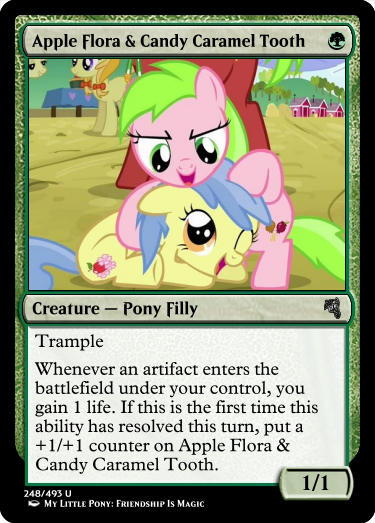 Apple Flora & Candy Caramel Tooth
Creature — Pony Filly
Trample
Whenever an artifact enters the
battlefield under your control, you
gain 1 life. If this is the first time this
ability has resolved this turn, put a
+1/+1 counter on Apple Flora &
Candy Caramel Tooth.
1/1
248/493 U
My Little Pony: Friendship Is Magic